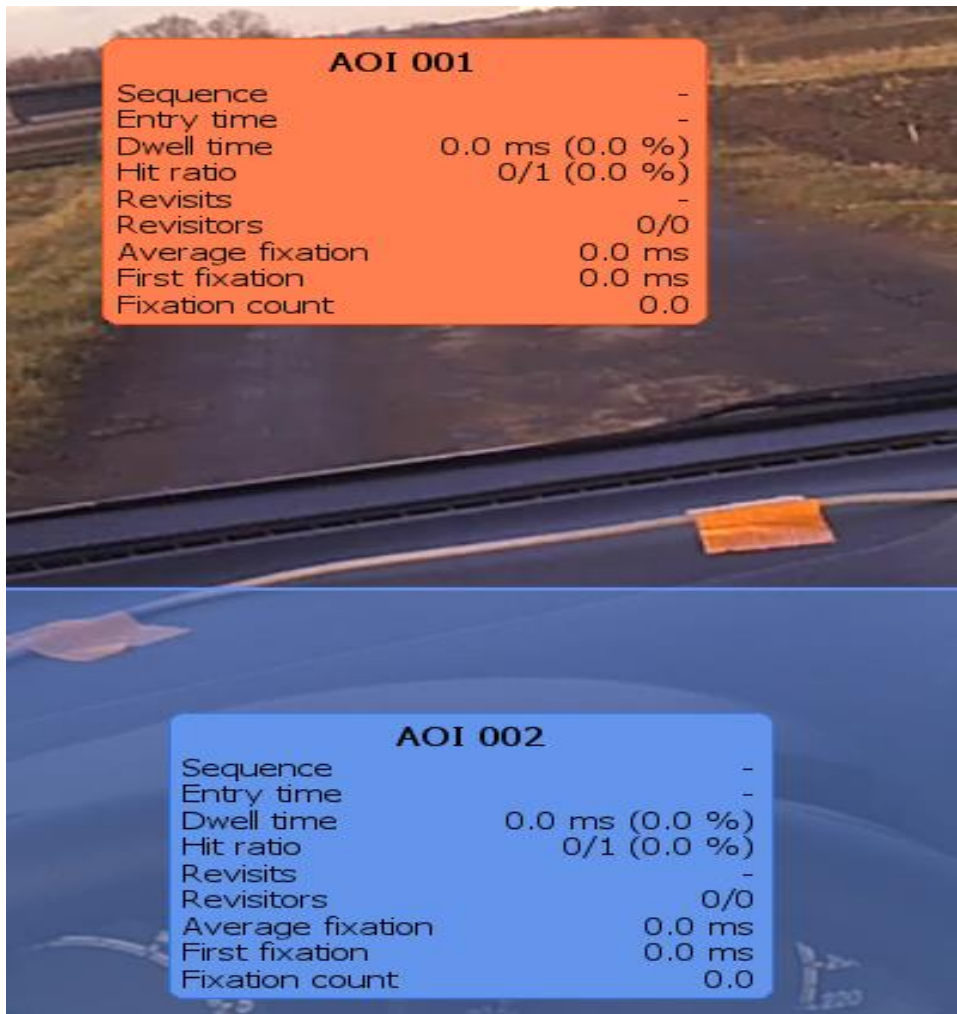 AOI 001
Sequence -
Entry time -
Dwell time 0.0 ms (0.0 %)
Hit ratio 0/1 (0.0 %)
Revisits -
Revisitors 0/0
Average fixation 0.0 ms
First fixation 0.0 ms
Fixation count 0.0
AOI 002
Sequence -
Entry time -
Dwell time 0.0 ms (0.0 %)
Hit ratio 0/1 (0.0 %)
Revisits -
Revisitors 0/0
Average fixation 0.0 ms
First fixation 0.0 ms
Fixation count 0.0
220